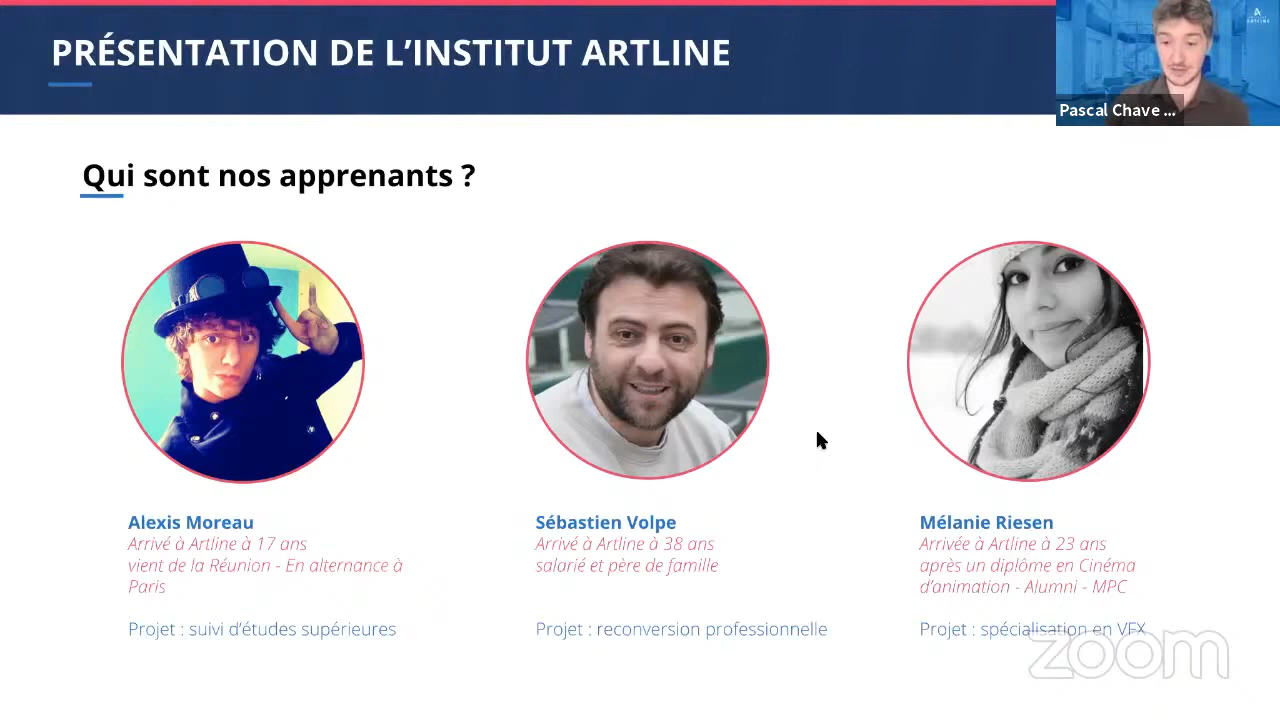 PRÉSENTATION DE L’INSTITUT ARTLINE
Pascal Chave ...
Qui sont nos apprenants ?
Alexis Moreau
Arrivé à Artline à 17 ans
vient de la Réunion - En alternance à
Paris
Projet : suivi d’études supérieures
Sébastien Volpe
Arrivé à Artline à 38 ans
salarié et père de famille
Projet : reconversion professionnelle
Mélanie Riesen
Arrivée à Artline à 23 ans
après un diplôme en Cinéma
d’animation - Alumni - MPC
Projet : spécialisation en VFX
zoom